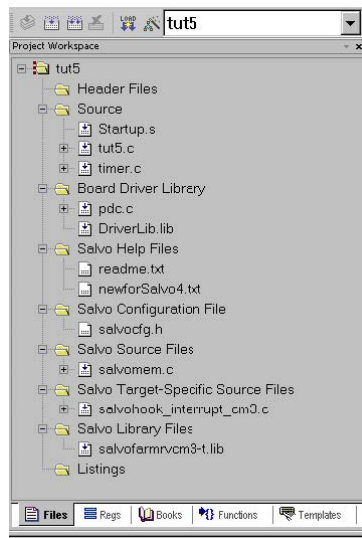 LOAD tut5
Project Workspace
tut5
Header Files
Source
Startup.s
tut5.c
timer.c
Board Driver Library
pdc.c
DriverLib.lib
Salvo Help Files
readme.txt
newforSalvo4.txt
Salvo Configuration File
salvocfg.h
Salvo Source Files
salvomem.c
Salvo Target-Specific Source Files
salvohook_interrupt_cm3.c
Salvo Library Files
salvofarmrvcm3-t.lib
Listings
Files Regs Books Functions Templates